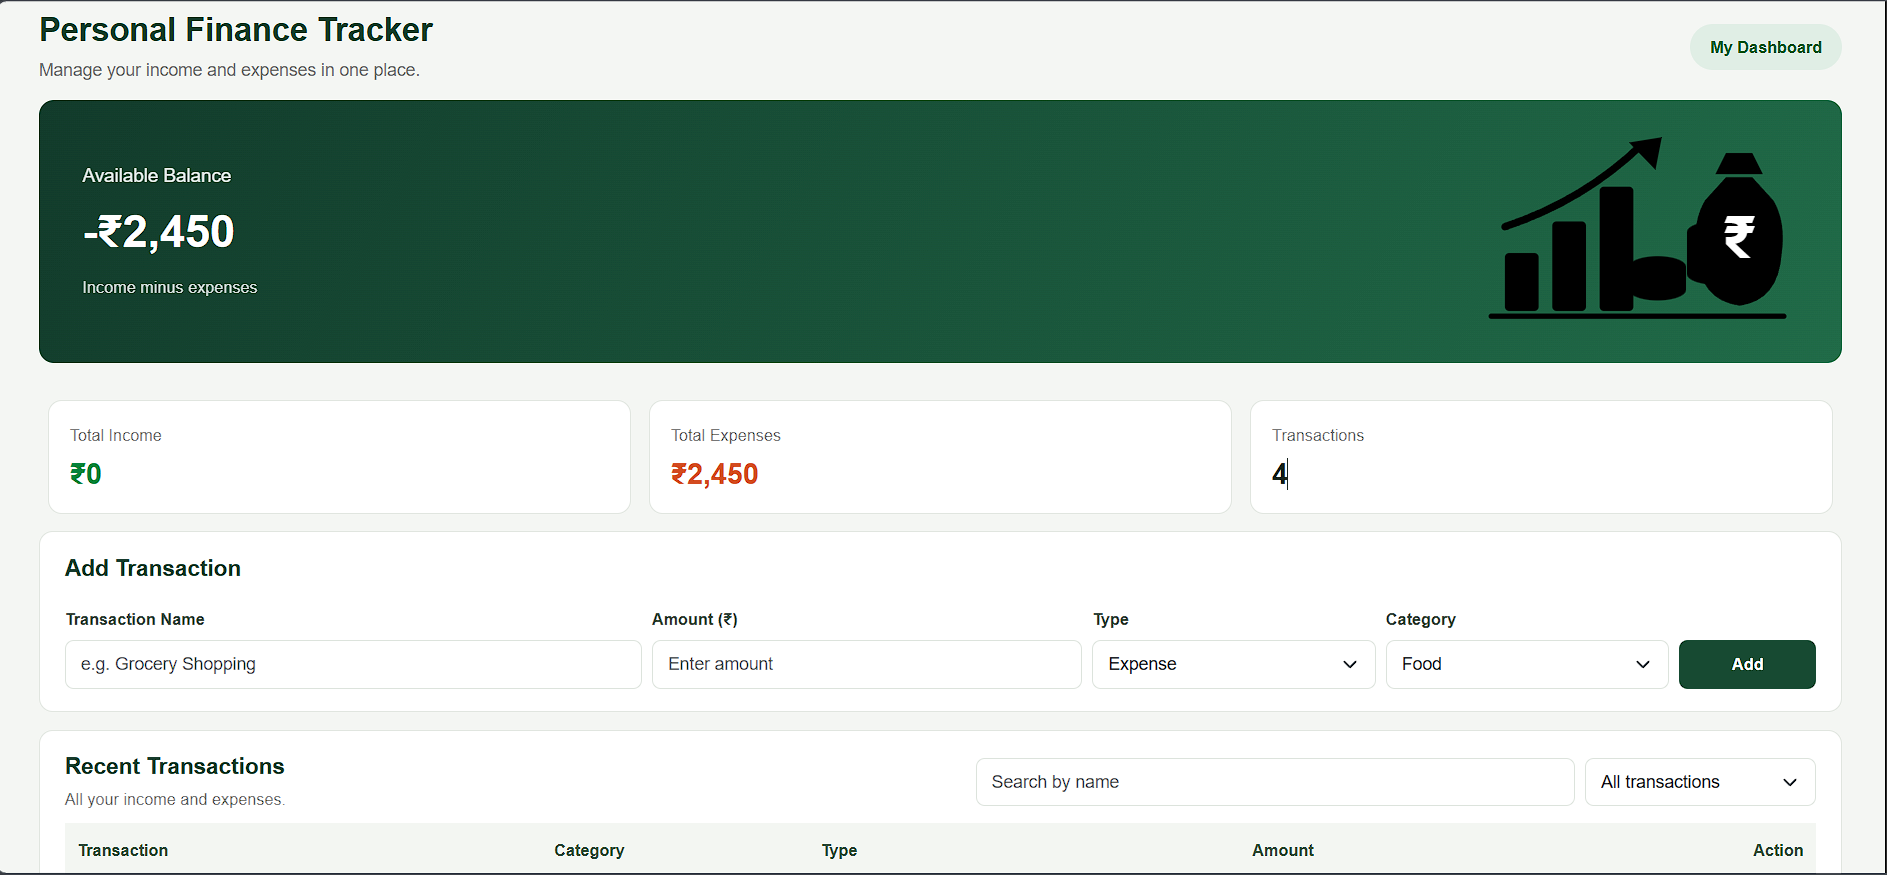 Personal Finance Tracker
Manage your income and expenses in one place.
My Dashboard
Available Balance
-₹2,450
Income minus expenses
₹
Total Income
₹0
Total Expenses
₹2,450
Transactions
4
Add Transaction
Transaction Name
e.g. Grocery Shopping
Amount (₹)
Enter amount
Type
Expense
Category
Food
Add
Recent Transactions
All your income and expenses.
Search by name
All transactions
Transaction Category Type Amount Action